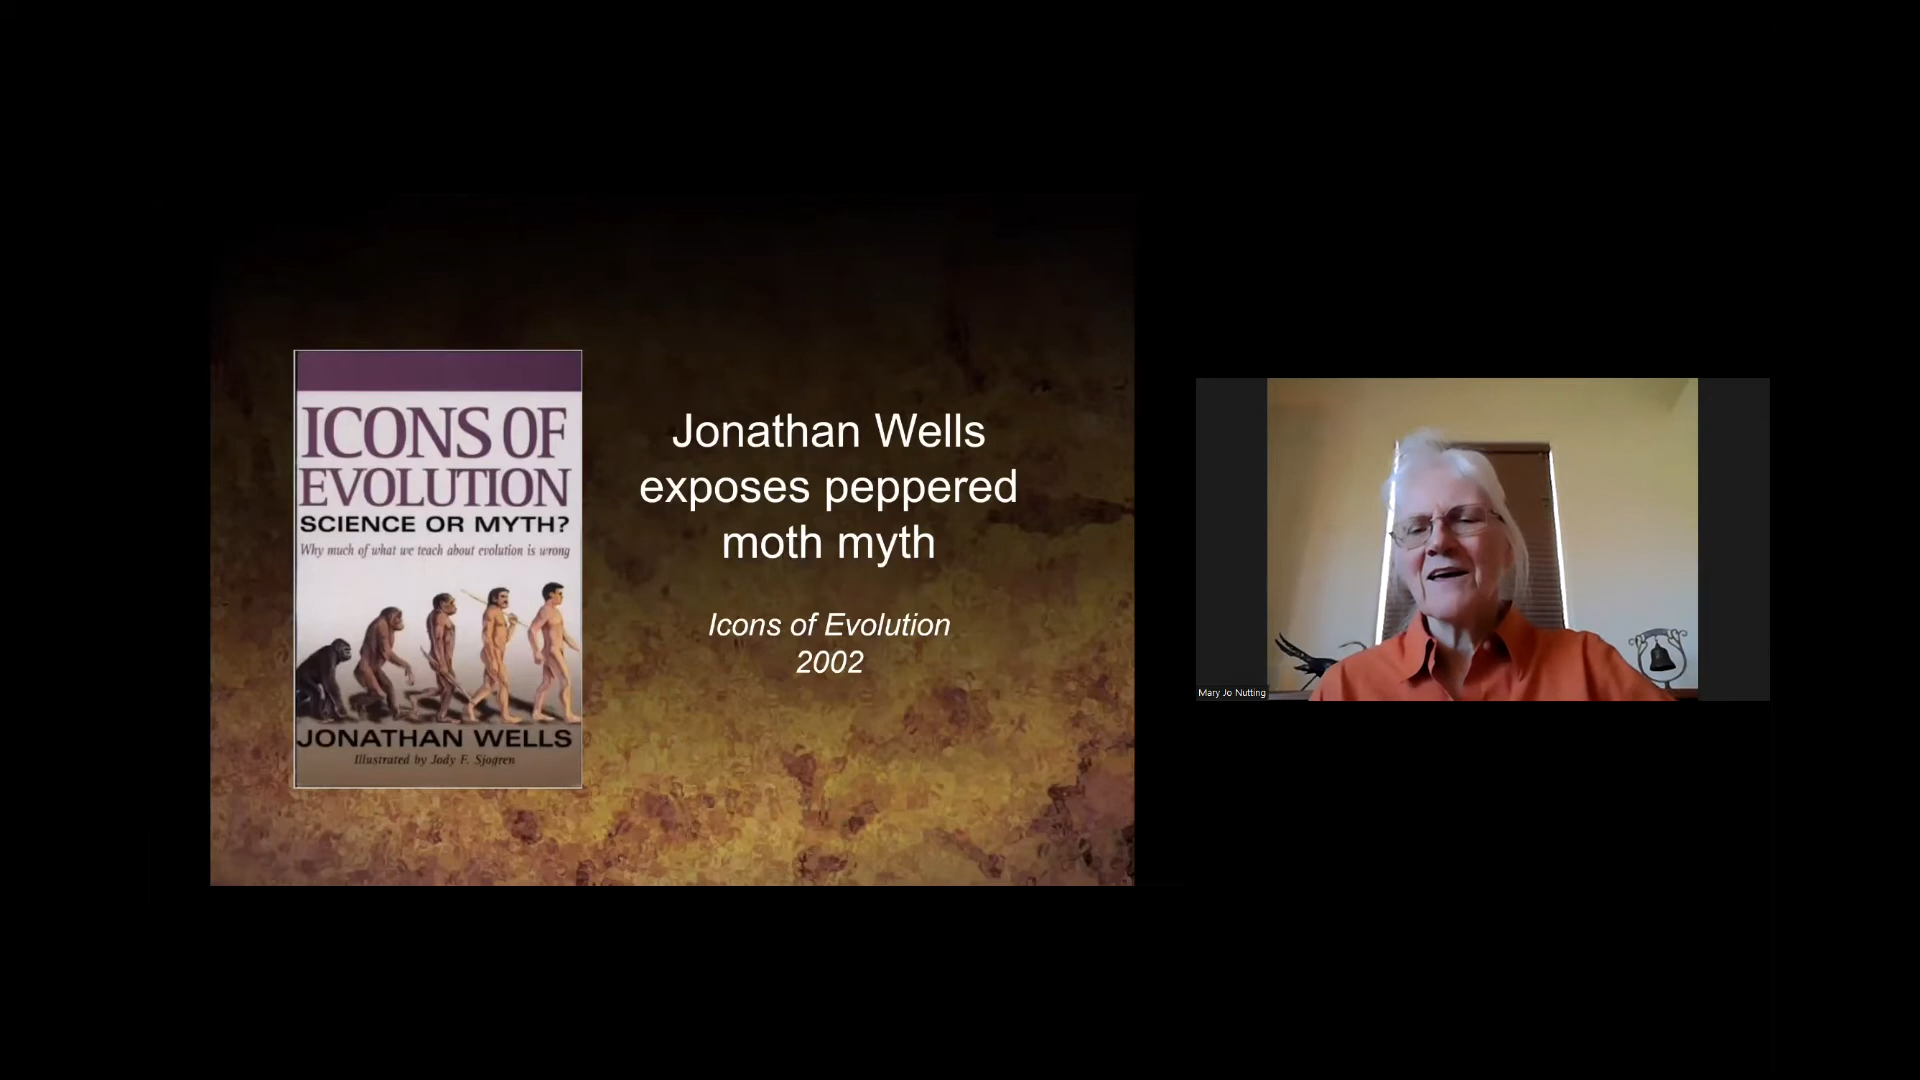 ICONS OF
EVOLUTION
SCIENCE OR MYTH?
Why much of what we teach about evolution is wrong
JONATHAN WELLS
Illustrated by Jody F. Sjogren
Jonathan Wells
exposes peppered
moth myth
Icons of Evolution
2002
Mary Jo Nutting